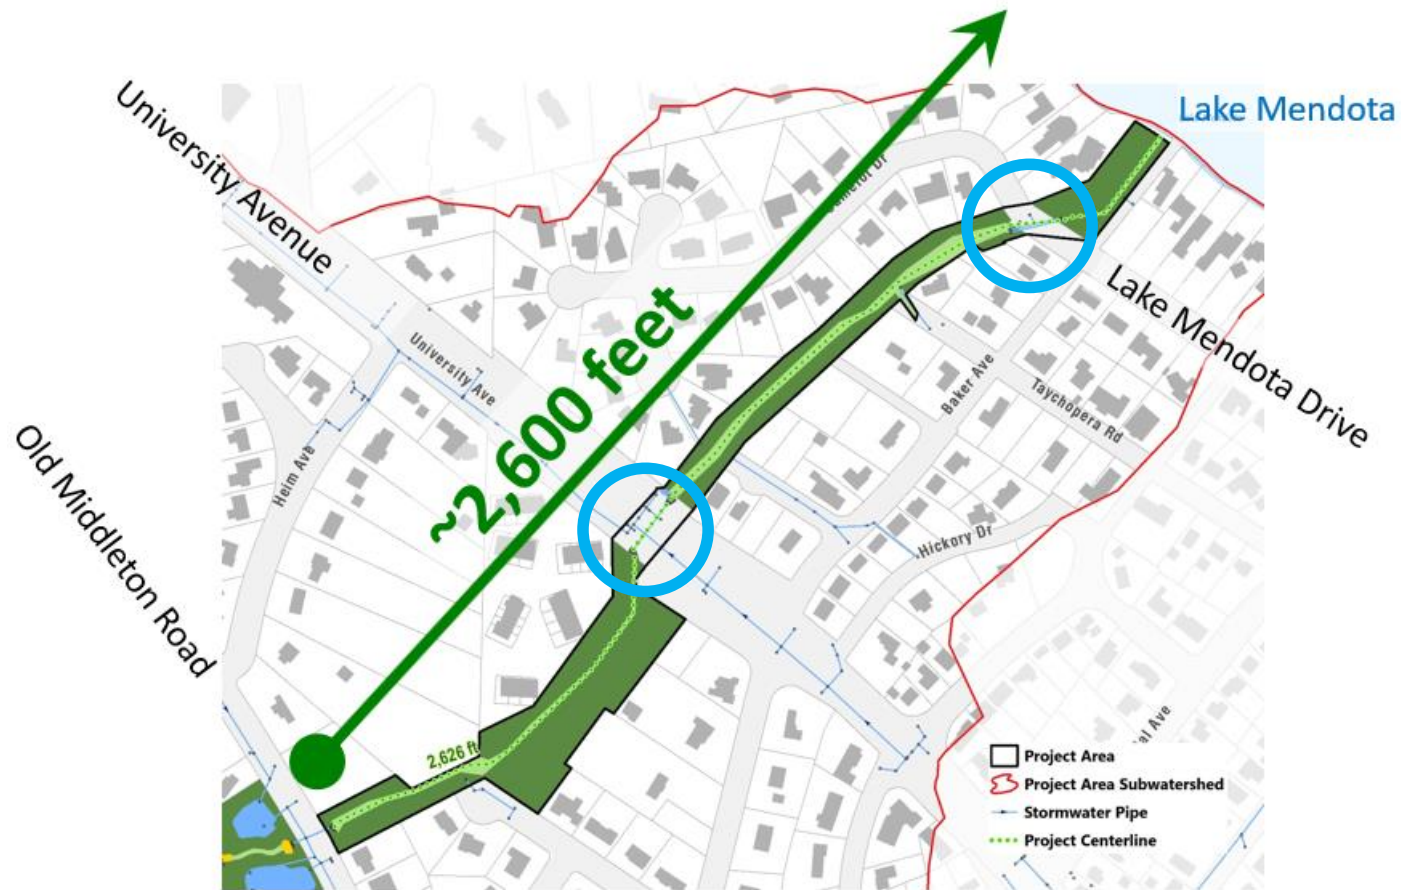 Lake Mendota
University Avenue
University Ave
~2,600 feet
Lake Mendota Drive
Baker Ave
Taychopera Rd
Heim Ave
Hickory Dr
Old Middleton Road
2,626 ft
Project Area
Project Area Subwatershed
Stormwater Pipe
Project Centerline